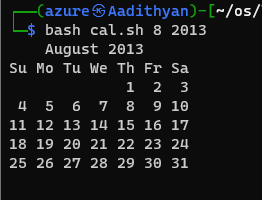 ┌──(azure㉿Aadithyan)-[~/os/
└─$ bash cal.sh 8 2013
    August 2013
Su Mo Tu We Th Fr Sa
             1  2  3
 4  5  6  7  8  9 10
11 12 13 14 15 16 17
18 19 20 21 22 23 24
25 26 27 28 29 30 31